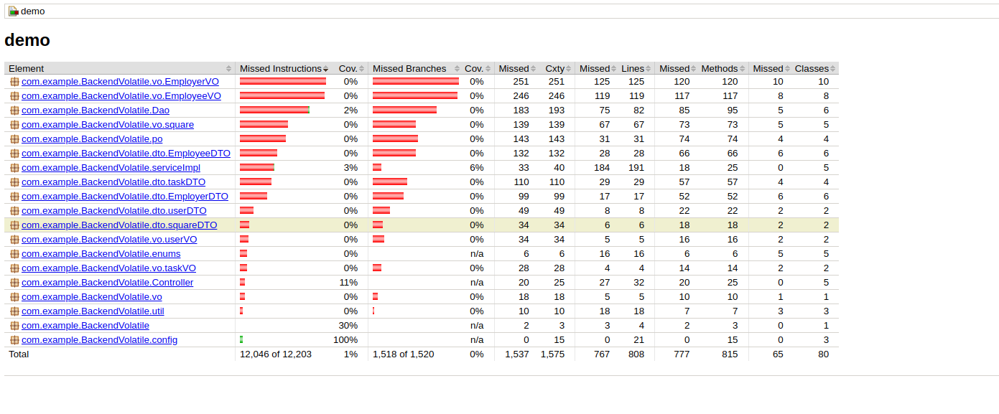 demo
demo
Element Missed Instructions Cov. Missed Branches Cov. Missed Cxty Missed Lines Missed Methods Missed Classes
com.example.BackendVolatile.vo.EmployerVO 0% 0% 251 251 125 125 120 120 10 10
com.example.BackendVolatile.vo.EmployeeVO 0% 0% 246 246 119 119 117 117 8 8
com.example.BackendVolatile.Dao 2% 0% 183 193 75 82 85 95 5 6
com.example.BackendVolatile.vo.square 0% 0% 139 139 67 67 73 73 5 5
com.example.BackendVolatile.po 0% 0% 143 143 31 31 74 74 4 4
com.example.BackendVolatile.dto.EmployeeDTO 0% 0% 132 132 28 28 66 66 6 6
com.example.BackendVolatile.serviceImpl 3% 6% 33 40 184 191 18 25 0 5
com.example.BackendVolatile.dto.taskDTO 0% 0% 110 110 29 29 57 57 4 4
com.example.BackendVolatile.dto.EmployerDTO 0% 0% 99 99 17 17 52 52 6 6
com.example.BackendVolatile.dto.userDTO 0% 0% 49 49 8 8 22 22 2 2
com.example.BackendVolatile.dto.squareDTO 0% 0% 34 34 6 6 18 18 2 2
com.example.BackendVolatile.vo.userVO 0% 0% 34 34 5 5 16 16 2 2
com.example.BackendVolatile.enums 0% n/a 6 6 16 16 6 6 5 5
com.example.BackendVolatile.vo.taskVO 0% 0% 28 28 4 4 14 14 2 2
com.example.BackendVolatile.Controller 11% n/a 20 25 27 32 20 25 0 5
com.example.BackendVolatile.vo 0% 0% 18 18 5 5 10 10 1 1
com.example.BackendVolatile.util 0% 0% 10 10 18 18 7 7 3 3
com.example.BackendVolatile 30% n/a 2 3 3 4 2 3 0 1
com.example.BackendVolatile.config 100% n/a 0 15 0 21 0 15 0 3
Total 12,046 of 12,203 1% 1,518 of 1,520 0% 1,537 1,575 767 808 777 815 65 80